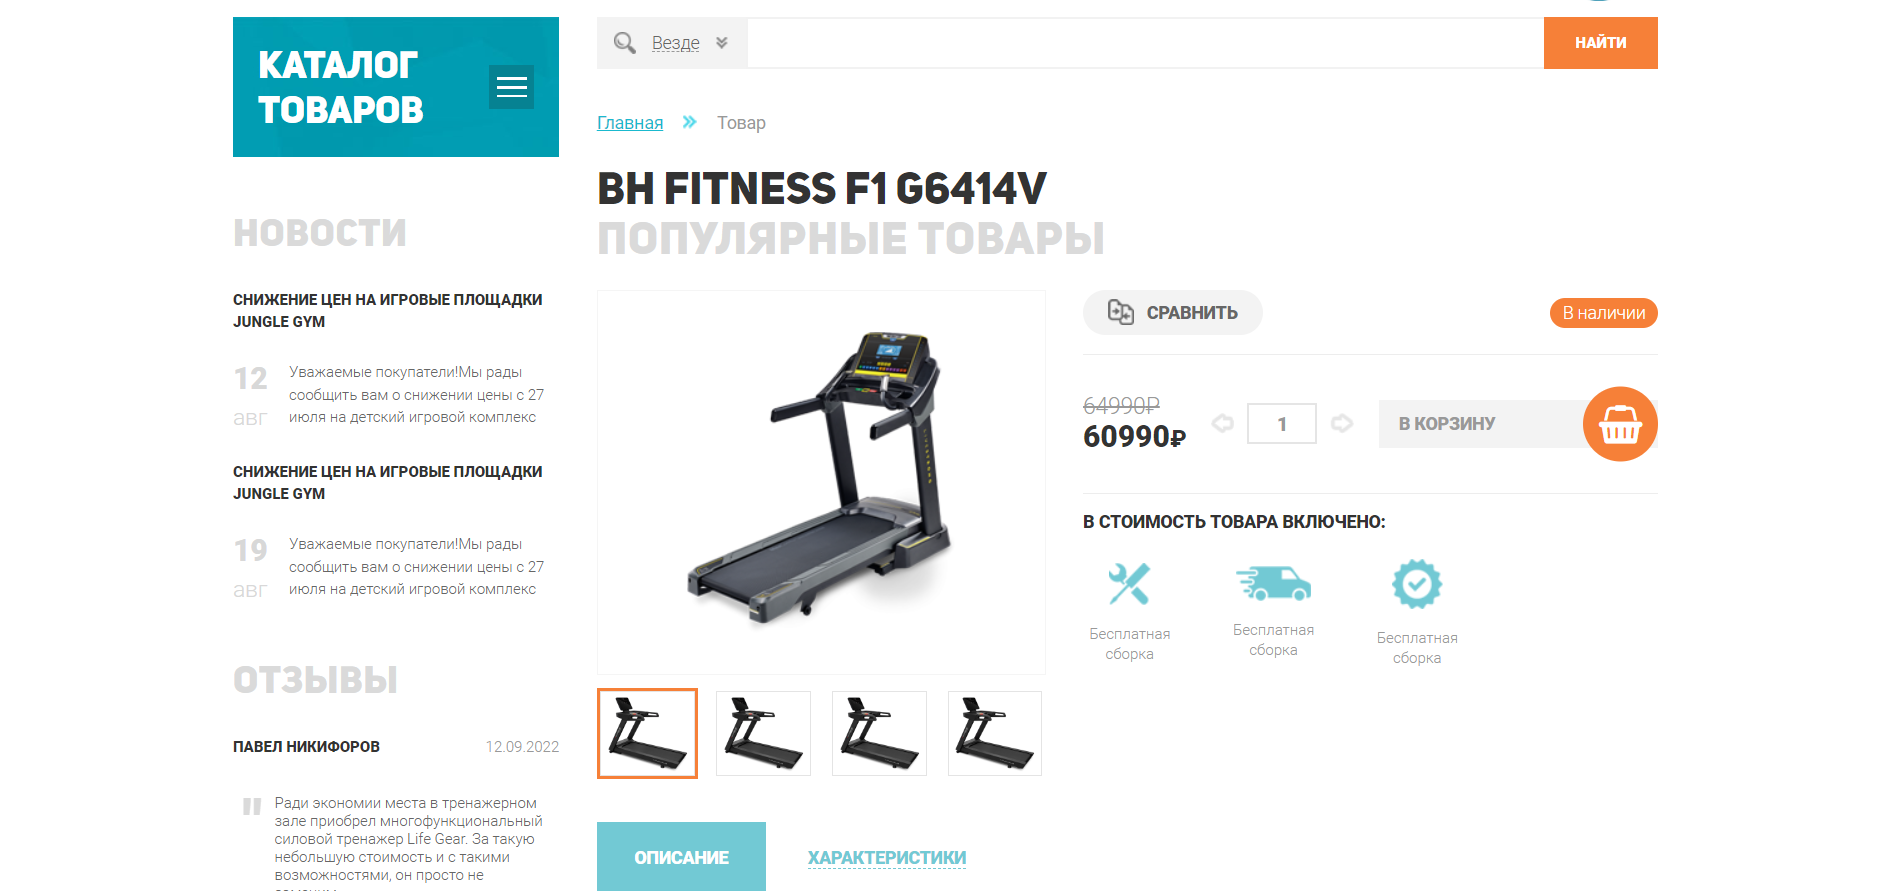 КАТАЛОГ
ТОВАРОВ
Везде
НАЙТИ
Главная
Товар
BH FITNESS F1 G6414V
ПОПУЛЯРНЫЕ ТОВАРЫ
НОВОСТИ
СНИЖЕНИЕ ЦЕН НА ИГРОВЫЕ ПЛОЩАДКИ
JUNGLE GYM
12
авг
Уважаемые покупатели!Мы рады
сообщить вам о снижении цены с 27
июля на детский игровой комплекс
СНИЖЕНИЕ ЦЕН НА ИГРОВЫЕ ПЛОЩАДКИ
JUNGLE GYM
19
авг
Уважаемые покупатели!Мы рады
сообщить вам о снижении цены с 27
июля на детский игровой комплекс
ОТЗЫВЫ
ПАВЕЛ НИКИФОРОВ
12.09.2022
"
Ради экономии места в тренажерном
зале приобрел многофункциональный
силовой тренажер Life Gear. За такую
небольшую стоимость и с такими
возможностями, он просто не
СРАВНИТЬ
В наличии
64990₽
60990₽
1
В КОРЗИНУ
В СТОИМОСТЬ ТОВАРА ВКЛЮЧЕНО:
Бесплатная
сборка
Бесплатная
сборка
Бесплатная
сборка
ОПИСАНИЕ
ХАРАКТЕРИСТИКИ